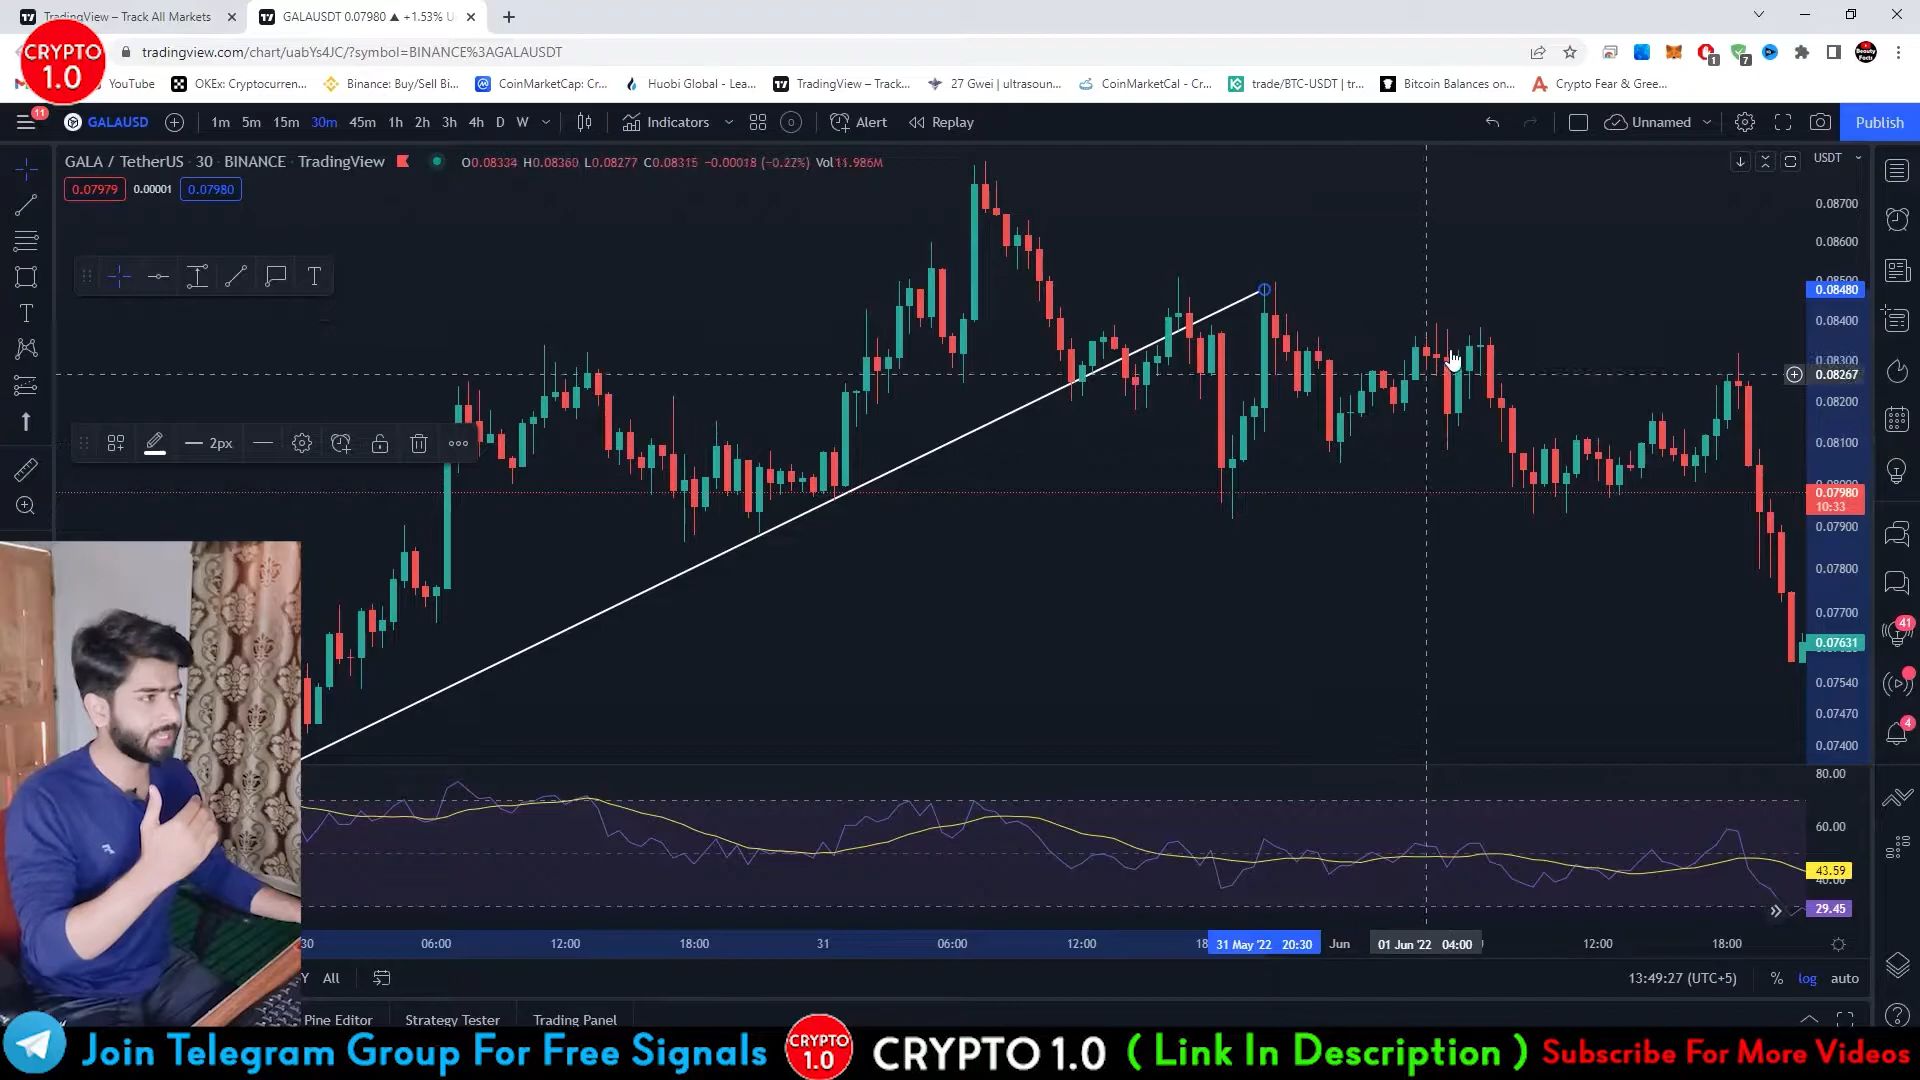 TradingView – Track All Markets
GALAUSDT 0.07980 ▲ +1.53% U
CRYPTO
1.0
tradingview.com/chart/uabYs4JC/?symbol=BINANCE%3AGALAUSDT
1
7
YouTube
OKEx: Cryptocurren...
Binance: Buy/Sell Bi...
CoinMarketCap: Cr...
Huobi Global - Lea...
TradingView – Track...
27 Gwei | ultrasoun...
CoinMarketCal - Cr...
trade/BTC-USDT | tr...
Bitcoin Balances on...
Crypto Fear & Gree...
11
GALAUSD
1m 5m 15m 30m 45m 1h 2h 3h 4h D W
Indicators
Alert
Replay
Unnamed
Publish
GALA / TetherUS · 30 · BINANCE · TradingView
O0.08334 H0.08360 L0.08277 C0.08315 −0.00018 (−0.22%) Vol11.986M
USDT
0.07979 0.00001 0.07980
0.08700
0.08600
0.08480
0.08400
0.08300
0.08267
0.08200
0.08100
2px
0.07980
10:33
0.07900
0.07800
0.07700
0.07631
0.07540
0.07470
0.07400
41
4
80.00
60.00
43.59
29.45
30 06:00 12:00 18:00 31 06:00 12:00 18 31 May '22 20:30 Jun 01 Jun '22 04:00 12:00 18:00
Y All
13:49:27 (UTC+5) % log auto
Pine Editor Strategy Tester Trading Panel
Join Telegram Group For Free Signals
CRYPTO
1.0
CRYPTO 1.0
( Link In Description )
Subscribe For More Videos